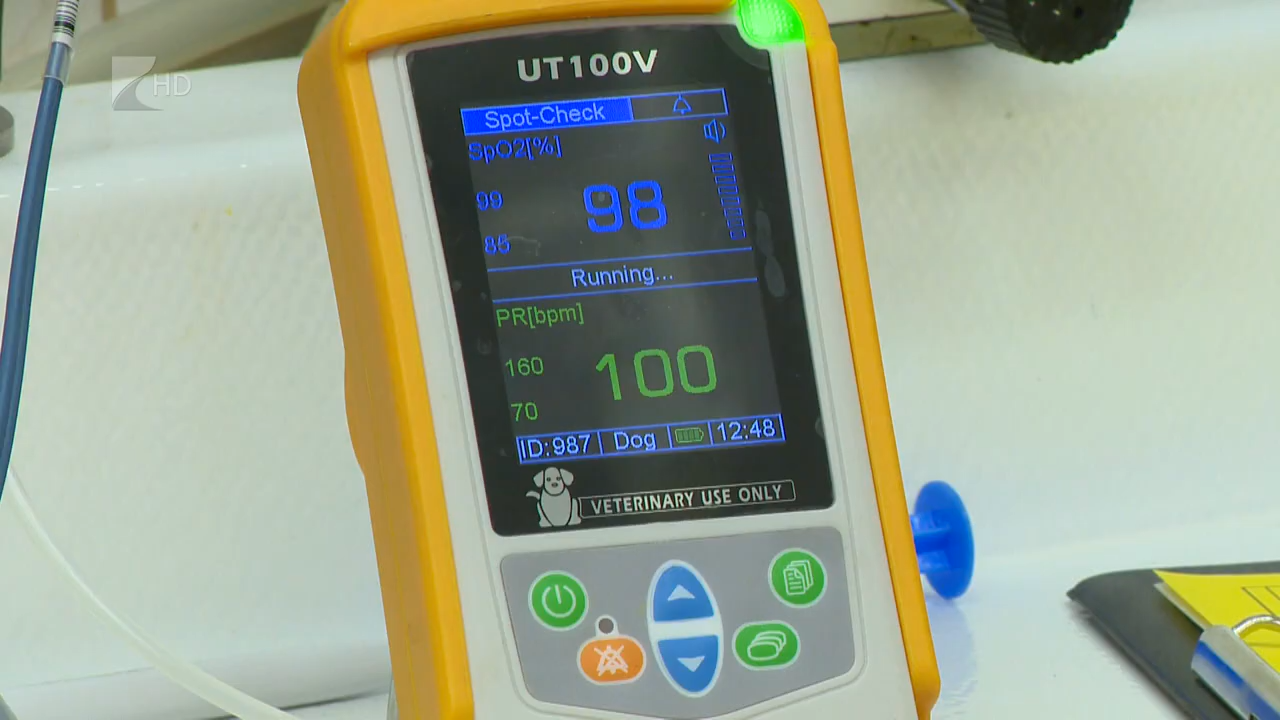 HD
UT100V
Spot-Check
SpO2[%]
99
98
85
Running...
PR[bpm]
160
100
70
ID:987 Dog 12:48
VETERINARY USE ONLY